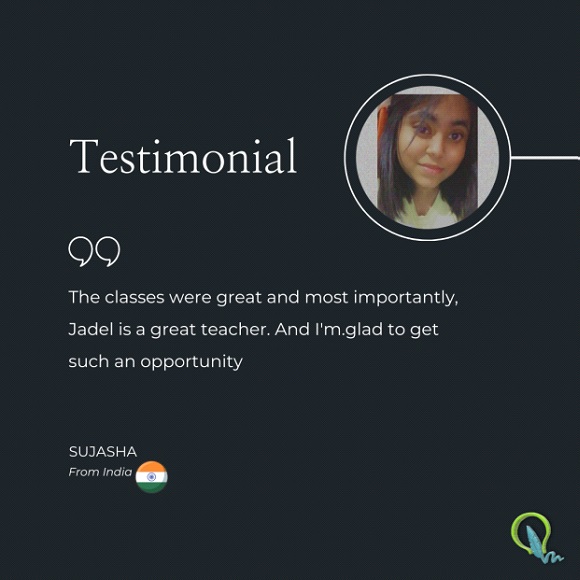 Testimonial
The classes were great and most importantly,
Jadel is a great teacher. And I'm.glad to get
such an opportunity
SUJASHA
From India